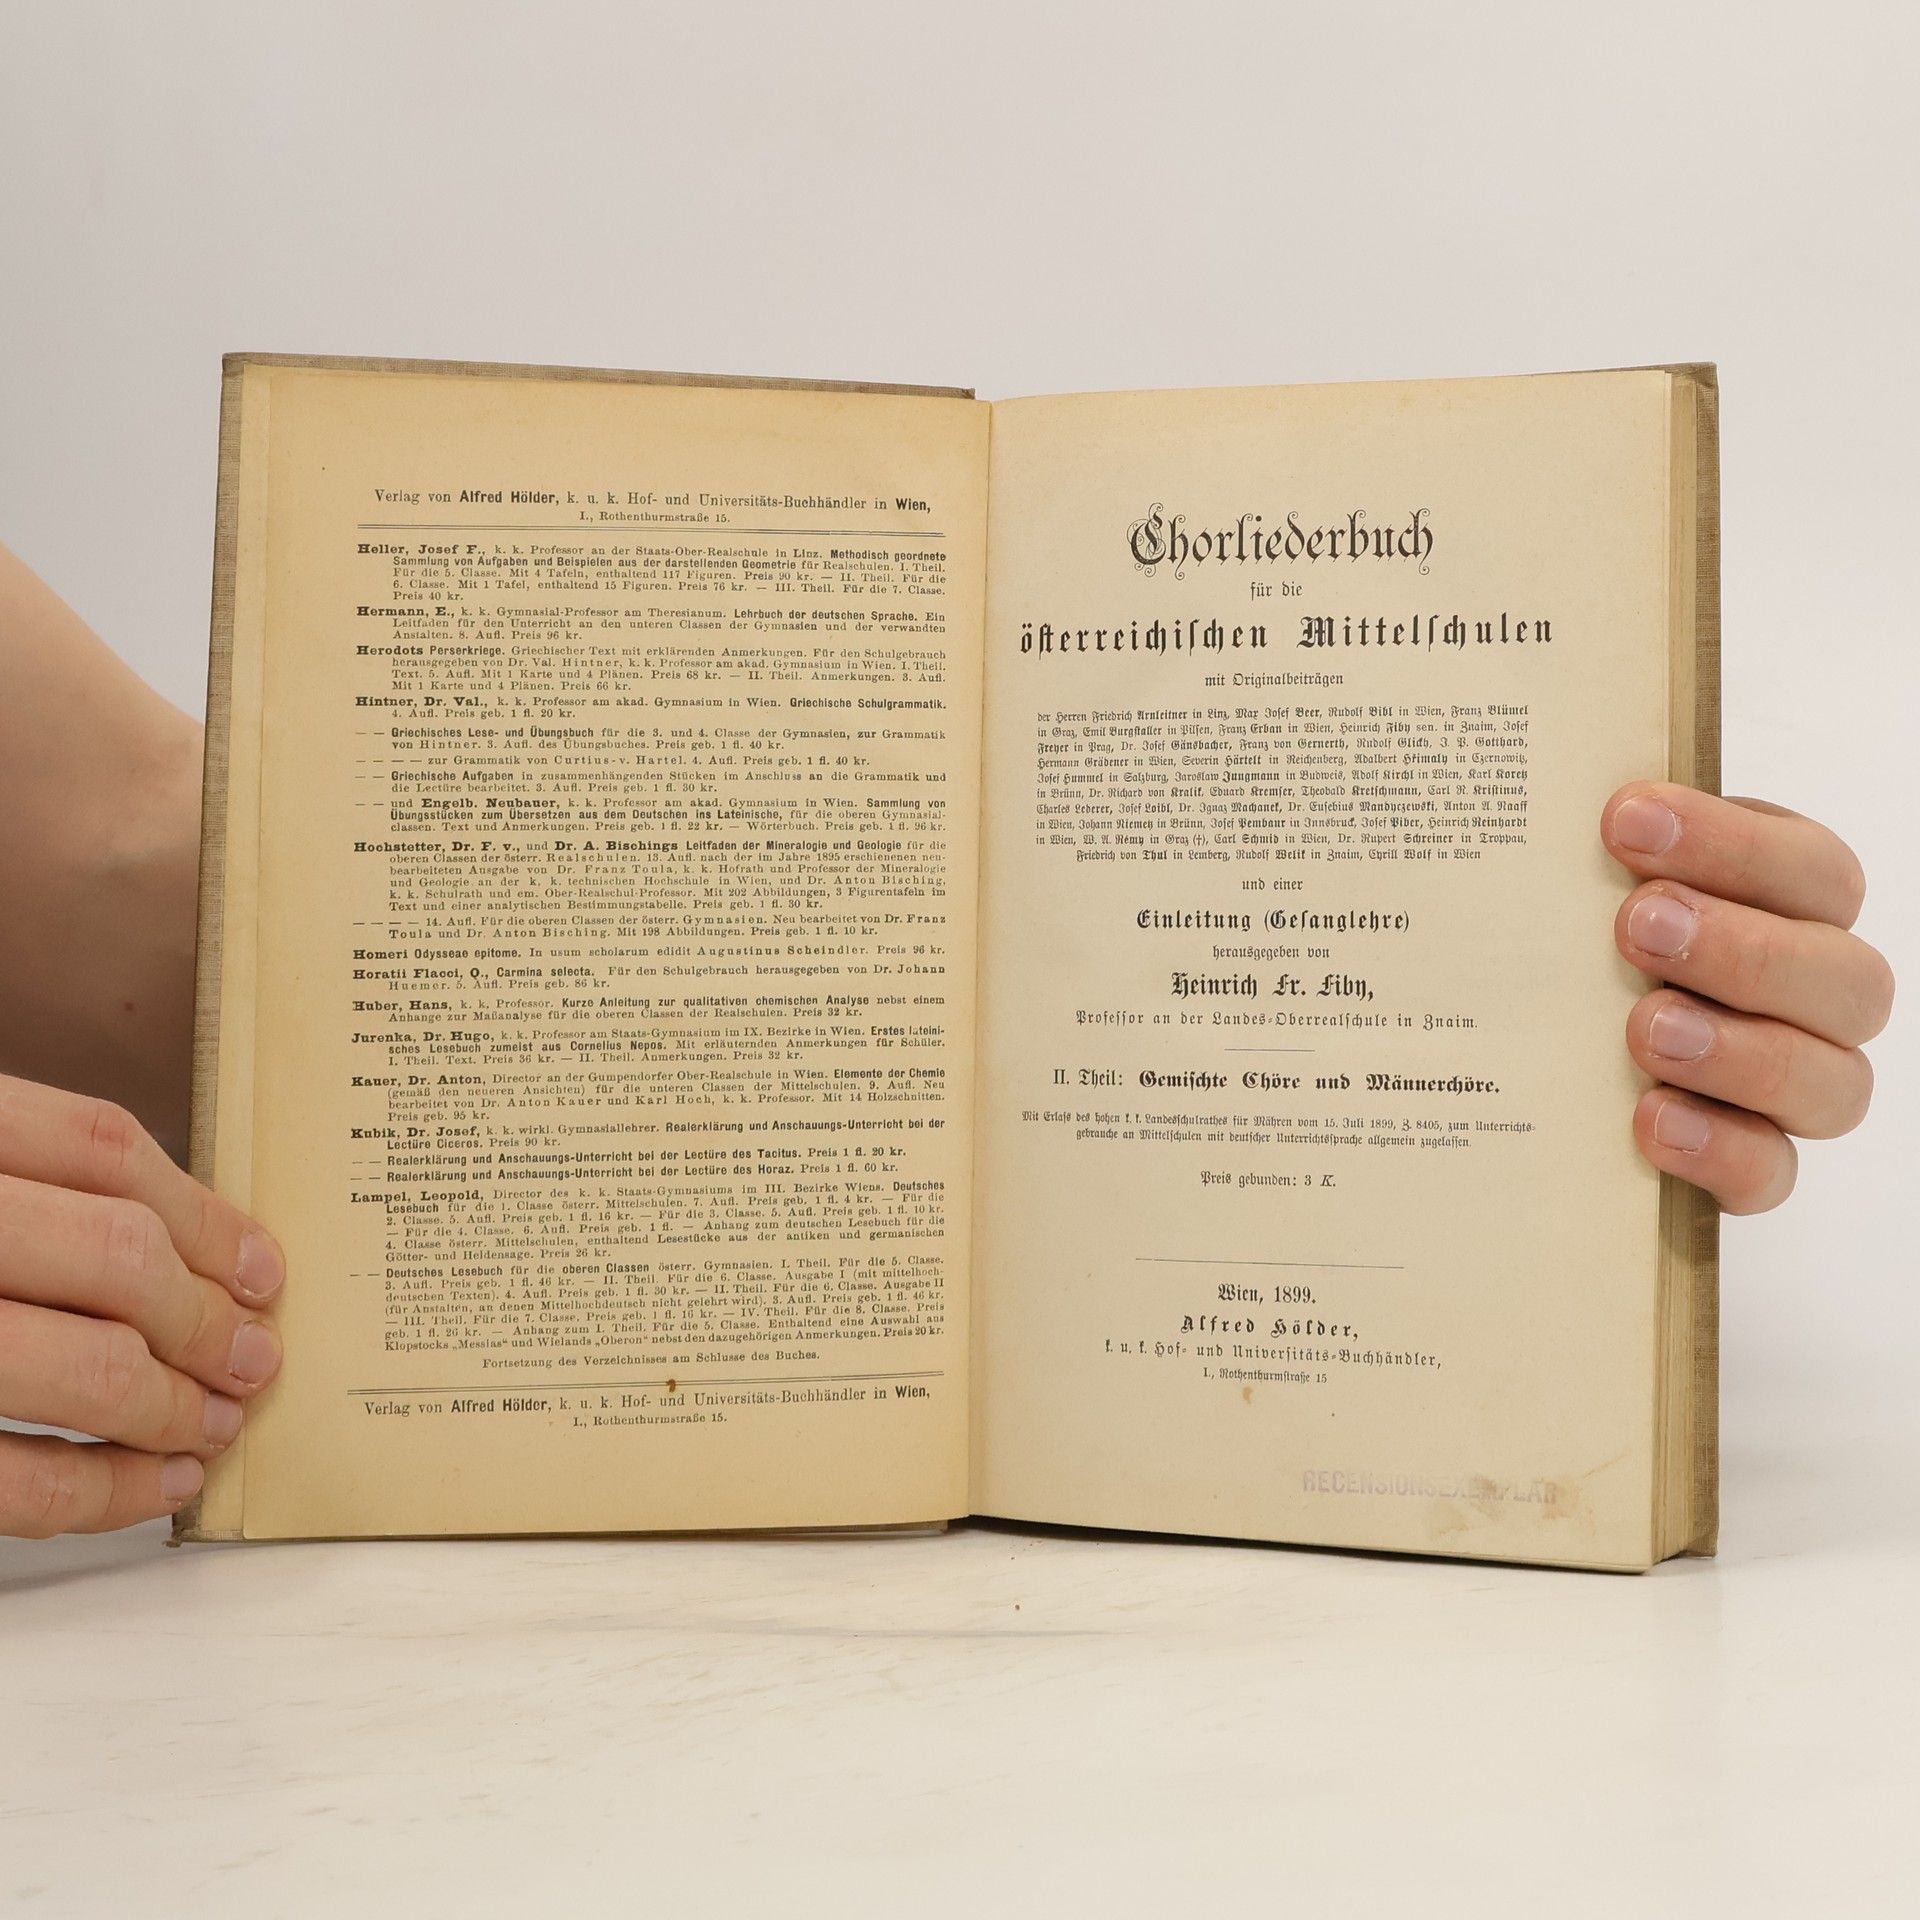 Verlag von Alfred Hölder, k. u. k. Hof- und Universitäts-Buchhändler in Wien,
I., Rothenthurmstraße 15.
Heller, Josef F., k. k. Professor an der Staats-Ober-Realschule in Linz. Methodisch geordnete
Sammlung von Aufgaben und Beispielen aus der darstellenden Geometrie für Realschulen. I. Theil.
Für die 5. Classe. Mit 4 Tafeln, enthaltend 117 Figuren. Preis 90 kr. — II. Theil. Für die
6. Classe. Mit 1 Tafel, enthaltend 15 Figuren. Preis 76 kr. — III. Theil. Für die 7. Classe.
Preis 40 kr.
Hermann, E., k. k. Gymnasial-Professor am Theresianum. Lehrbuch der deutschen Sprache. Ein
Leitfaden für den Unterricht an den unteren Classen der Gymnasien und der verwandten
Anstalten. 8. Aufl. Preis 96 kr.
Herodots Perserkriege. Griechischer Text mit erklärenden Anmerkungen. Für den Schulgebrauch
herausgegeben von Dr. Val. Hintner, k. k. Professor am akad. Gymnasium in Wien. I. Theil.
Text. 5. Aufl. Mit 1 Karte und 4 Plänen. Preis 68 kr. — II. Theil. Anmerkungen. 3. Aufl.
Mit 1 Karte und 4 Plänen. Preis 66 kr.
Hintner, Dr. Val., k. k. Professor am akad. Gymnasium in Wien. Griechische Schulgrammatik.
4. Aufl. Preis geb. 1 fl. 20 kr.
— — Griechisches Lese- und Übungsbuch für die 3. und 4. Classe der Gymnasien, zur Grammatik
von Hintner. 3. Aufl. des Übungsbuches. Preis geb. 1 fl. 40 kr.
— — — — zur Grammatik von Curtius-v. Hartel. 4. Aufl. Preis geb. 1 fl. 40 kr.
— — Griechische Aufgaben in zusammenhängenden Stücken im Anschluss an die Grammatik und
die Lectüre bearbeitet. 3. Aufl. Preis geb. 1 fl. 30 kr.
— — und Engelb. Neubauer, k. k. Professor am akad. Gymnasium in Wien. Sammlung von
Übungsstücken zum Übersetzen aus dem Deutschen ins Lateinische, für die oberen Gymnasial-
classen. Text und Anmerkungen. Preis geb. 1 fl. 22 kr. — Wörterbuch. Preis geb. 1 fl. 96 kr.
Hochstetter, Dr. F. v., und Dr. A. Bischings Leitfaden der Mineralogie und Geologie für die
oberen Classen der österr. Realschulen. 13. Aufl. nach der im Jahre 1895 erschienenen neu-
bearbeiteten Ausgabe von Dr. Franz Toula, k. k. Hofrath und Professor der Mineralogie
und Geologie an der k. k. technischen Hochschule in Wien, und Dr. Anton Bisching,
k. k. Schulrath und em. Ober-Realschul-Professor. Mit 202 Abbildungen, 3 Figurentafeln im
Text und einer analytischen Bestimmungstabelle. Preis geb. 1 fl. 30 kr.
— — — — 14. Aufl. Für die oberen Classen der österr. Gymnasien. Neu bearbeitet von Dr. Franz
Toula und Dr. Anton Bisching. Mit 198 Abbildungen. Preis geb. 1 fl. 10 kr.
Homeri Odysseae epitome. In usum scholarum edidit Augustinus Scheindler. Preis 96 kr.
Horatii Flacci, Q., Carmina selecta. Für den Schulgebrauch herausgegeben von Dr. Johann
Huemer. 5. Aufl. Preis geb. 86 kr.
Huber, Hans, k. k. Professor. Kurze Anleitung zur qualitativen chemischen Analyse nebst einem
Anhange zur Maßanalyse für die oberen Classen der Realschulen. Preis 32 kr.
Jurenka, Dr. Hugo, k. k. Professor am Staats-Gymnasium im IX. Bezirke in Wien. Erstes lateini-
sches Lesebuch zumeist aus Cornelius Nepos. Mit erläuternden Anmerkungen für Schüler.
I. Theil. Text. Preis 36 kr. — II. Theil. Anmerkungen. Preis 32 kr.
Kauer, Dr. Anton, Director an der Gumpendorfer Ober-Realschule in Wien. Elemente der Chemie
(gemäß den neueren Ansichten) für die unteren Classen der Mittelschulen. 9. Aufl. Neu
bearbeitet von Dr. Anton Kauer und Karl Hoch, k. k. Professor. Mit 14 Holzschnitten.
Preis geb. 95 kr.
Kubik, Dr. Josef, k. k. wirkl. Gymnasiallehrer. Realerklärung und Anschauungs-Unterricht bei der
Lectüre Ciceros. Preis 90 kr.
— — Realerklärung und Anschauungs-Unterricht bei der Lectüre des Tacitus. Preis 1 fl. 20 kr.
— — Realerklärung und Anschauungs-Unterricht bei der Lectüre des Horaz. Preis 1 fl. 60 kr.
Lampel, Leopold, Director des k. k. Staats-Gymnasiums im III. Bezirke Wiens. Deutsches
Lesebuch für die 1. Classe österr. Mittelschulen. 7. Aufl. Preis geb. 1 fl. 4 kr. — Für die
2. Classe. 5. Aufl. Preis geb. 1 fl. 16 kr. — Für die 3. Classe. 5. Aufl. Preis geb. 1 fl. 10 kr.
— Für die 4. Classe. 6. Aufl. Preis geb. 1 fl. — Anhang zum deutschen Lesebuch für die
4. Classe österr. Mittelschulen, enthaltend Lesestücke aus der antiken und germanischen
Götter- und Heldensage. Preis 26 kr.
— — Deutsches Lesebuch für die oberen Classen österr. Gymnasien. I. Theil. Für die 5. Classe.
3. Aufl. Preis geb. 1 fl. 46 kr. — II. Theil. Für die 6. Classe. Ausgabe I (mit mittelhoch-
deutschen Texten). 4. Aufl. Preis geb. 1 fl. 30 kr. — II. Theil. Für die 6. Classe. Ausgabe II
(für Anstalten, an denen Mittelhochdeutsch nicht gelehrt wird). 3. Aufl. Preis geb. 1 fl. 46 kr.
— III. Theil. Für die 7. Classe. Preis geb. 1 fl. 16 kr. — IV. Theil. Für die 8. Classe. Preis
geb. 1 fl. 26 kr. — Anhang zum I. Theil. Für die 5. Classe. Enthaltend eine Auswahl aus
Klopstocks „Messias“ und Wielands „Oberon“ nebst den dazugehörigen Anmerkungen. Preis 20 kr.
Fortsetzung des Verzeichnisses am Schlusse des Buches.
Verlag von Alfred Hölder, k. u. k. Hof- und Universitäts-Buchhändler in Wien,
I., Rothenthurmstraße 15.
Chorliederbuch
für die
österreichischen Mittelschulen
mit Originalbeiträgen
der Herren Friedrich Arnleitner in Linz, Max Josef Beer, Rudolf Bibl in Wien, Franz Blümel
in Graz, Emil Burgstaller in Pilsen, Franz Erban in Wien, Heinrich Fiby sen. in Znaim, Josef
Freyer in Prag, Dr. Josef Gänsbacher, Franz von Gernerth, Rudolf Glickh, J. P. Gotthard,
Hermann Grädener in Wien, Severin Härtelt in Reichenberg, Adalbert Hřimaly in Czernowitz,
Josef Hummel in Salzburg, Jaroslaw Jungmann in Budweis, Adolf Kirchl in Wien, Karl Koretz
in Brünn, Dr. Richard von Kralik, Eduard Kremser, Theobald Kretschmann, Carl R. Kristinus,
Charles Lederer, Josef Loibl, Dr. Ignaz Machanek, Dr. Eusebius Mandyczewski, Anton A. Naaff
in Wien, Johann Niemetz in Brünn, Josef Pembaur in Innsbruck, Josef Piber, Heinrich Reinhardt
in Wien, W. A. Remy in Graz (†), Carl Schmid in Wien, Dr. Rupert Schreiner in Troppau,
Friedrich von Thul in Lemberg, Rudolf Welik in Znaim, Cyrill Wolf in Wien
und einer
Einleitung (Gesanglehre)
herausgegeben von
Heinrich Fr. Fiby,
Professor an der Landes-Oberrealschule in Znaim.
II. Theil: Gemischte Chöre und Männerchöre.
Mit Erlaß des hohen k. k. Landesschulrathes für Mähren vom 15. Juli 1899, Z. 8405, zum Unterrichts-
gebrauche an Mittelschulen mit deutscher Unterrichtssprache allgemein zugelassen.
Preis gebunden: 3 K.
Wien, 1899.
Alfred Hölder,
k. u. k. Hof- und Universitäts-Buchhändler,
I., Rothenthurmstraße 15
RECENSIONSEXEMPLAR